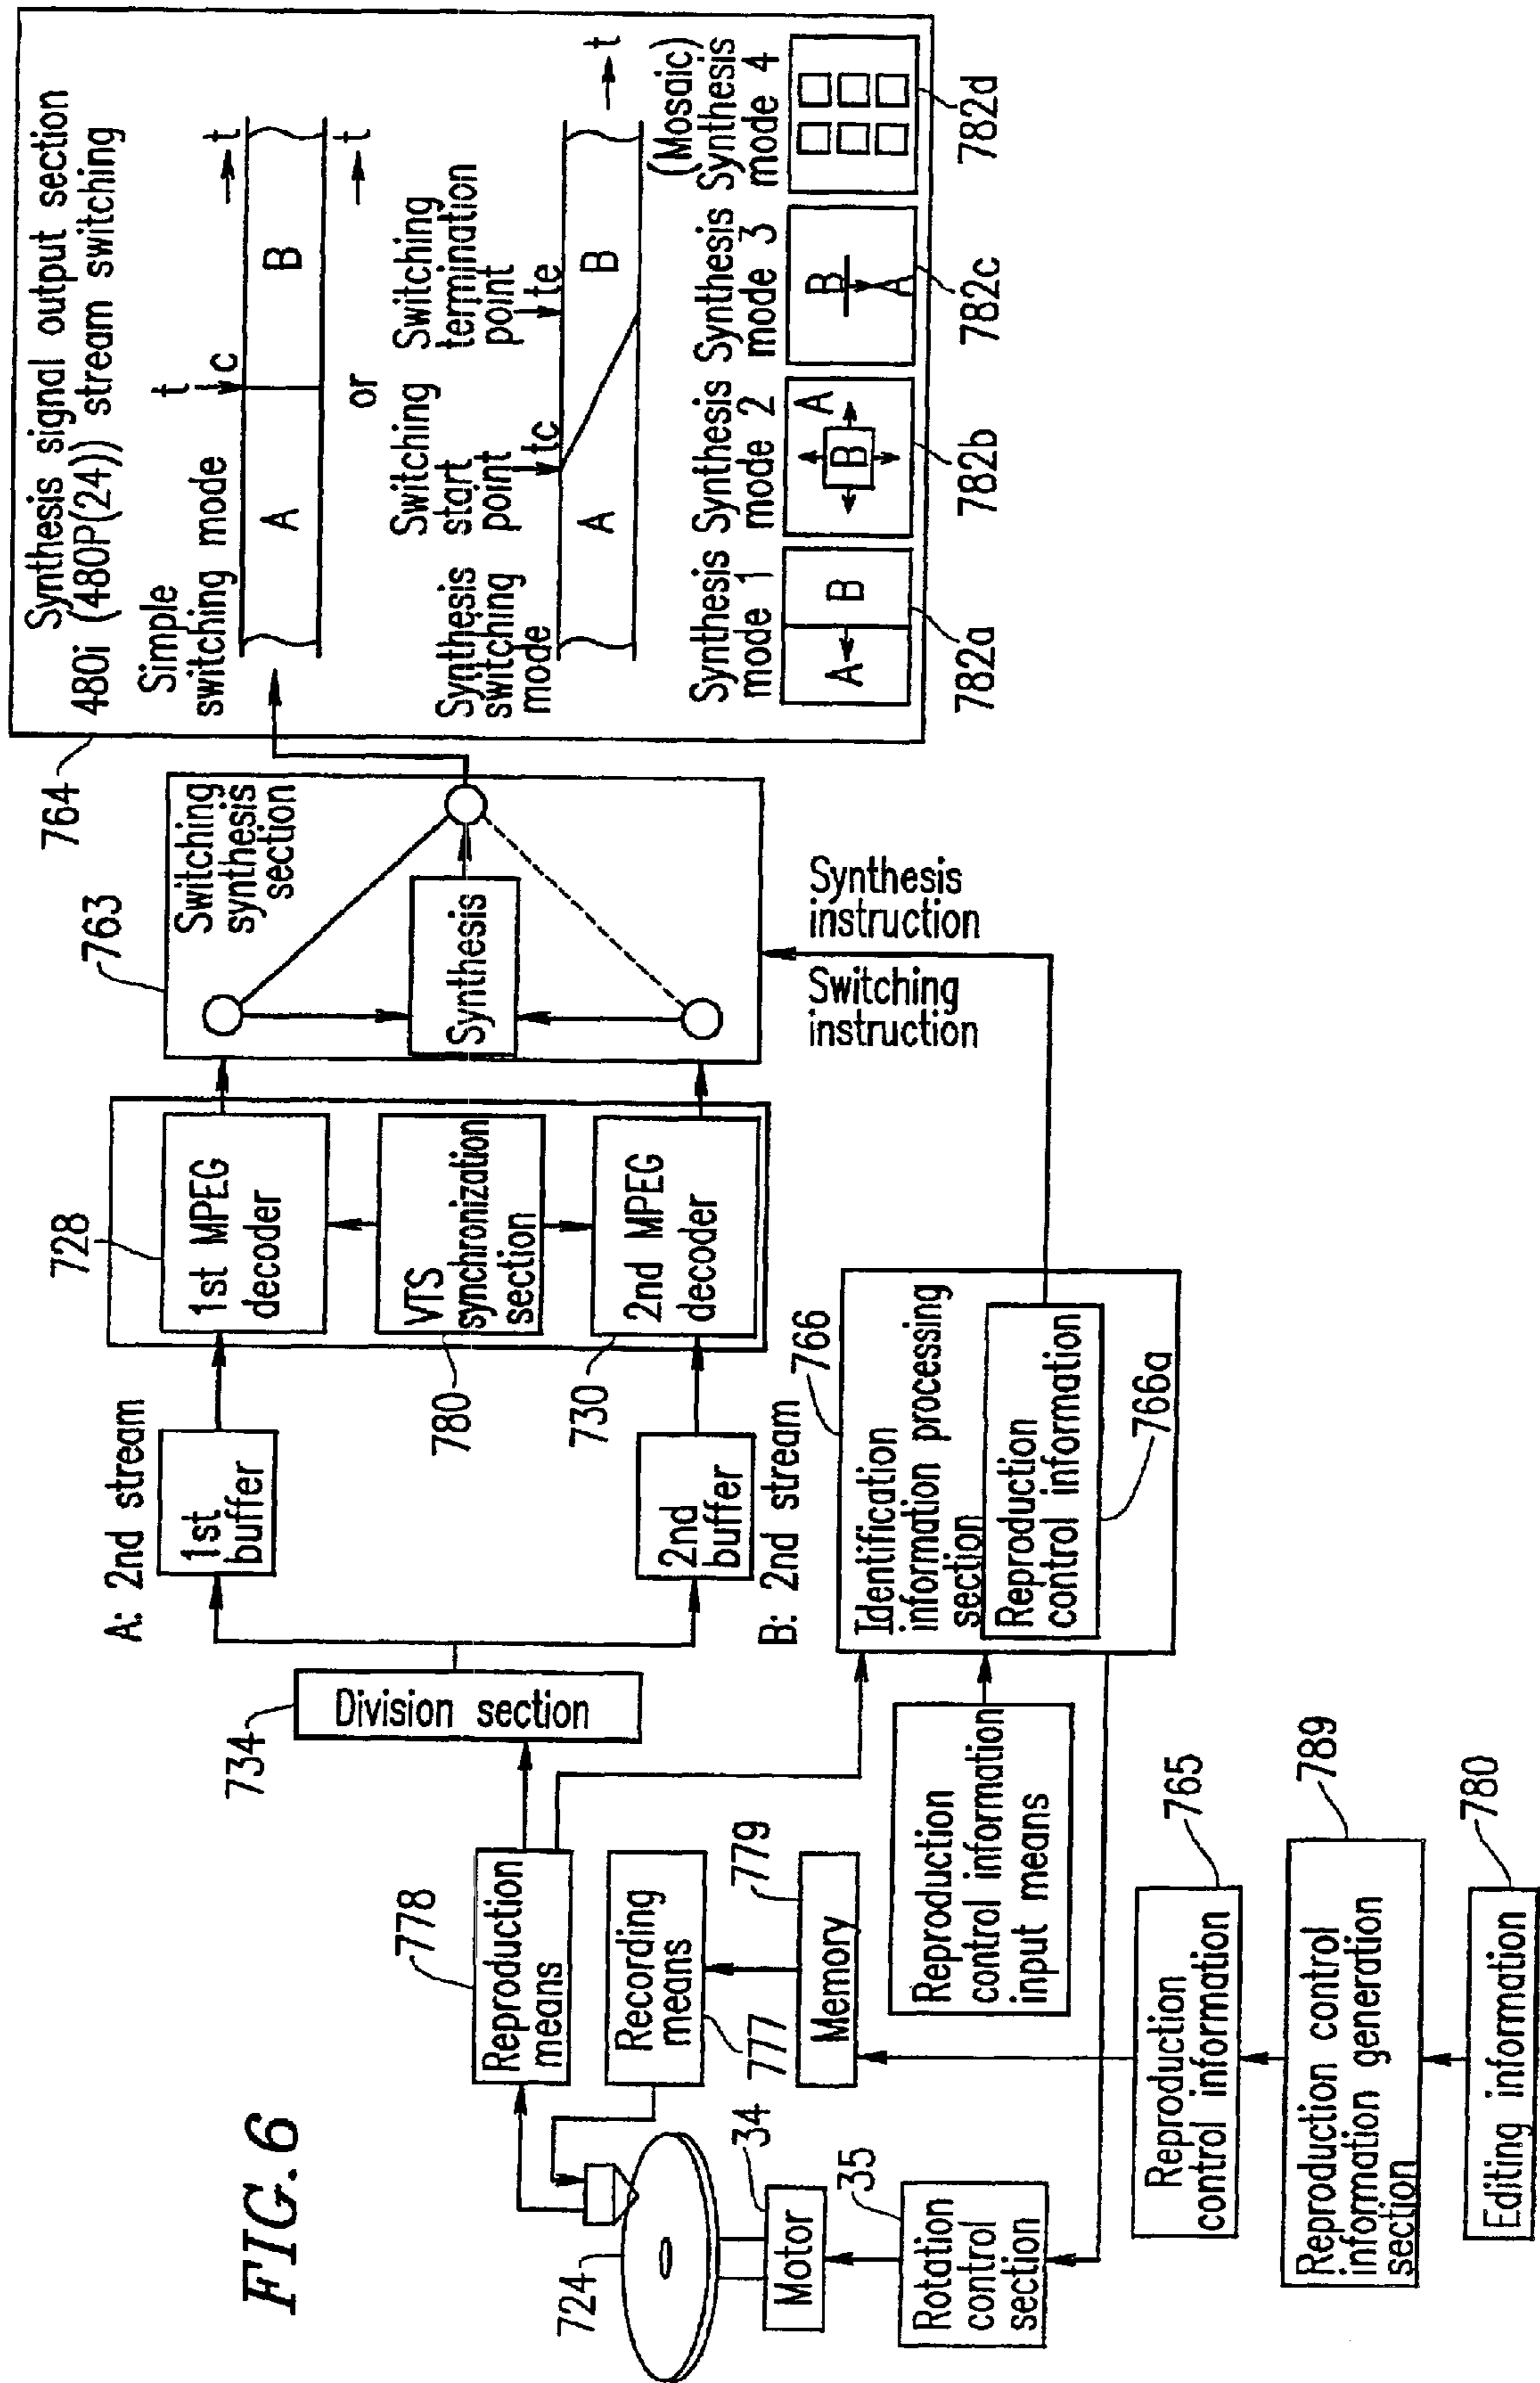 FIG. 6
724
34
Motor
35
Rotation
control
section
778
Reproduction
means
Recording
means
777
779
Memory
Reproduction
control information
input means
765
Reproduction
control information
789
Reproduction control
information generation
section
780
Editing information
734
Division section
A: 2nd stream
1st
buffer
2nd
buffer
B: 2nd stream
728
1st MPEG
decoder
VTS
synchronization
section
780
2nd MPEG
decoder
730
766
Identification
information processing
section
Reproduction
control information
766a
763
Switching
synthesis
section
Synthesis
Switching
instruction
Synthesis
instruction
764
Synthesis signal output section
480i (480P(24)) stream switching
Simple
switching mode
t
c
t
A
B
t
or
Synthesis
switching
mode
Switching
start
point
tc
Switching
termination
point
te
A
B
t
Synthesis
mode 1
A
B
782a
Synthesis
mode 2
A
B
782b
Synthesis
mode 3
B
A
782c
(Mosaic)
Synthesis
mode 4
782d